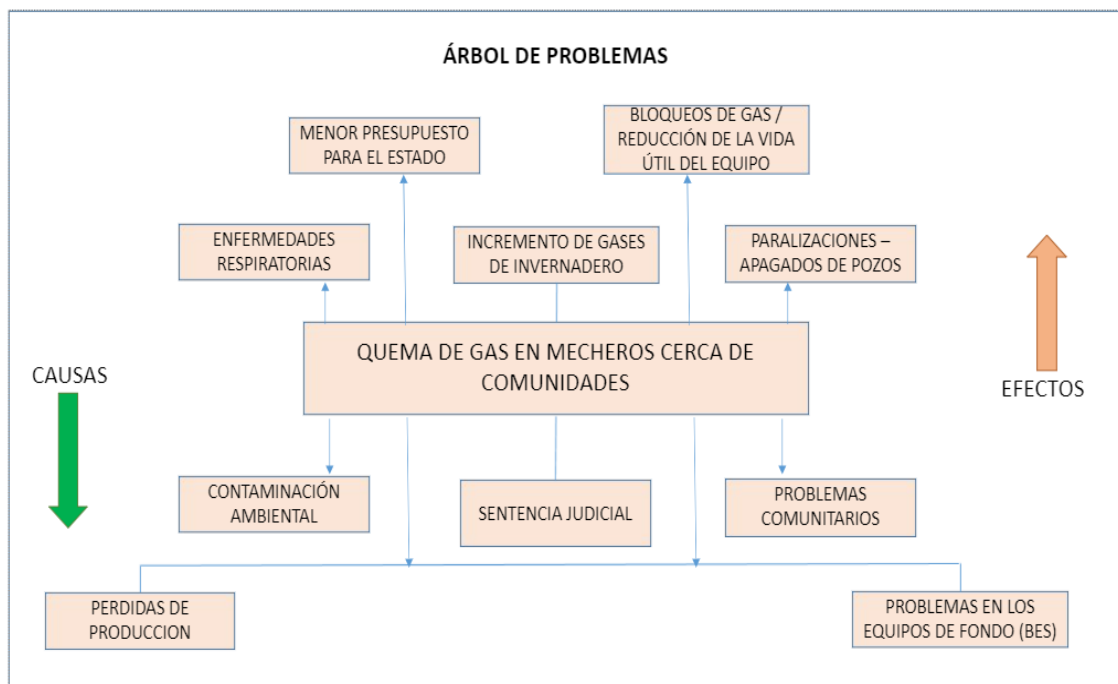 ÁRBOL DE PROBLEMAS
MENOR PRESUPUESTO
PARA EL ESTADO
BLOQUEOS DE GAS /
REDUCCIÓN DE LA VIDA
ÚTIL DEL EQUIPO
ENFERMEDADES
RESPIRATORIAS
INCREMENTO DE GASES
DE INVERNADERO
PARALIZACIONES –
APAGADOS DE POZOS
QUEMA DE GAS EN MECHEROS CERCA DE
COMUNIDADES
CAUSAS
EFECTOS
CONTAMINACIÓN
AMBIENTAL
SENTENCIA JUDICIAL
PROBLEMAS
COMUNITARIOS
PERDIDAS DE
PRODUCCION
PROBLEMAS EN LOS
EQUIPOS DE FONDO (BES)